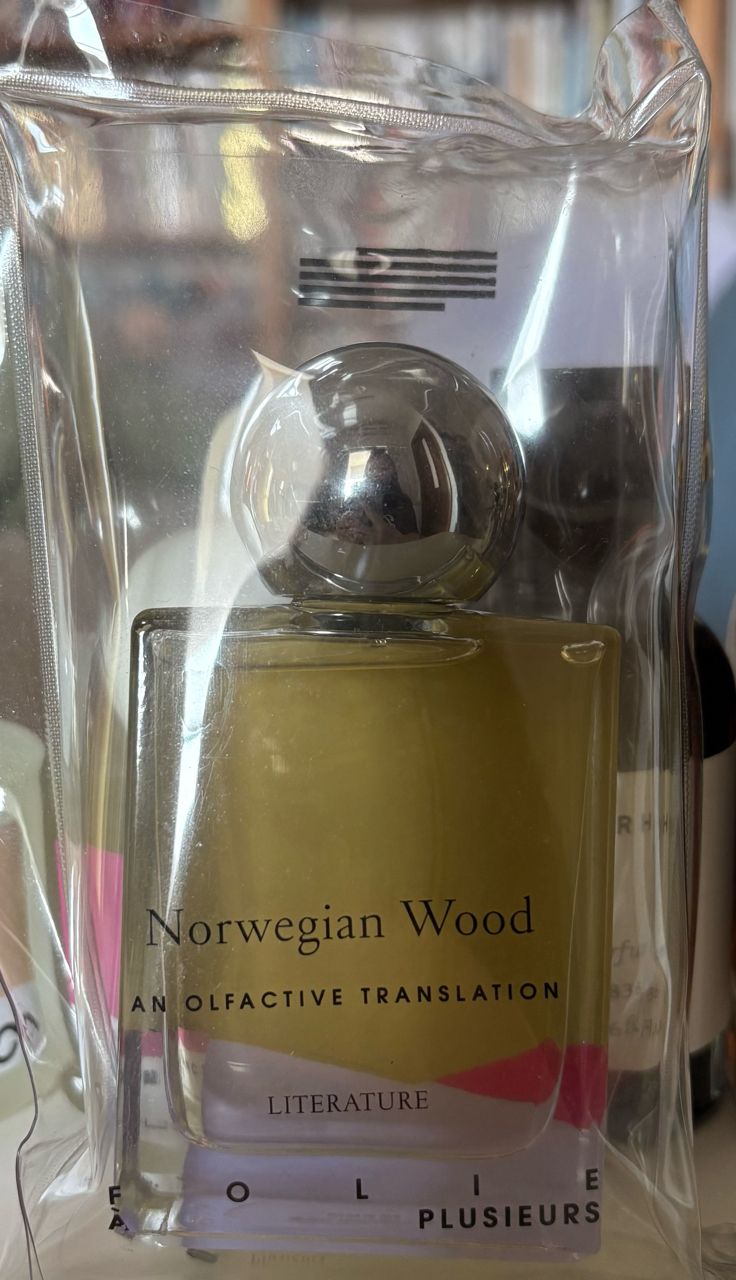 Norwegian Wood
AN OLFACTIVE TRANSLATION
LITERATURE
F O L I E
À PLUSIEURS